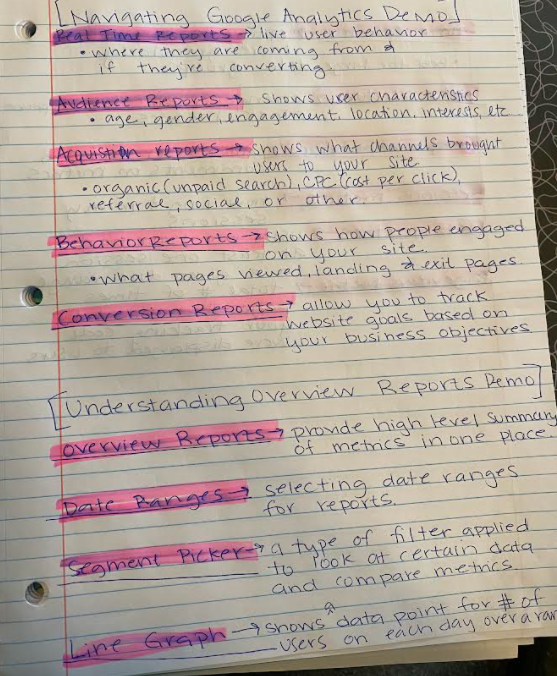 [Navigating Google Analytics Demo]
Real Time Reports → live user behavior
• where they are coming from &
if they're converting
Audience Reports → shows user characteristics
• age, gender, engagement, location, interests, etc
Acquistion reports → shows what channels brought
users to your site
• organic (unpaid search), CPC (cost per click),
referral, social, or other.
Behavior Reports → shows how people engaged
on your site.
• what pages viewed, landing & exit pages
Conversion Reports → allow you to track
website goals based on
your business objectives
[Understanding Overview Reports Demo]
Overview Reports → provide high level summary
of metrics in one place
Date Ranges → selecting date ranges
for reports.
Segment Picker → a type of filter applied
to look at certain data
and compare metrics
Line Graph → shows ^ data point for # of
users on each day over a ran